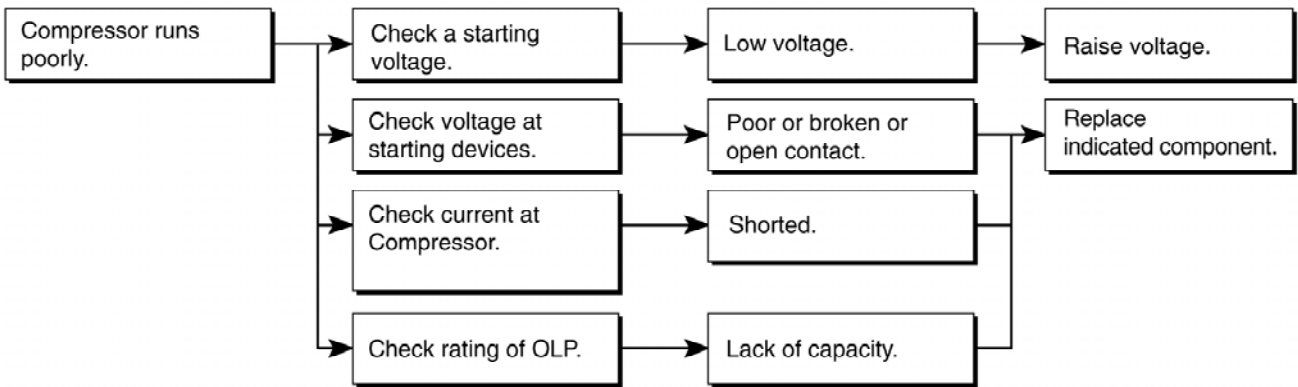 Compressor runs
poorly.
Check a starting
voltage.
Low voltage.
Raise voltage.
Check voltage at
starting devices.
Poor or broken or
open contact.
Replace
indicated component.
Check current at
Compressor.
Shorted.
Check rating of OLP.
Lack of capacity.